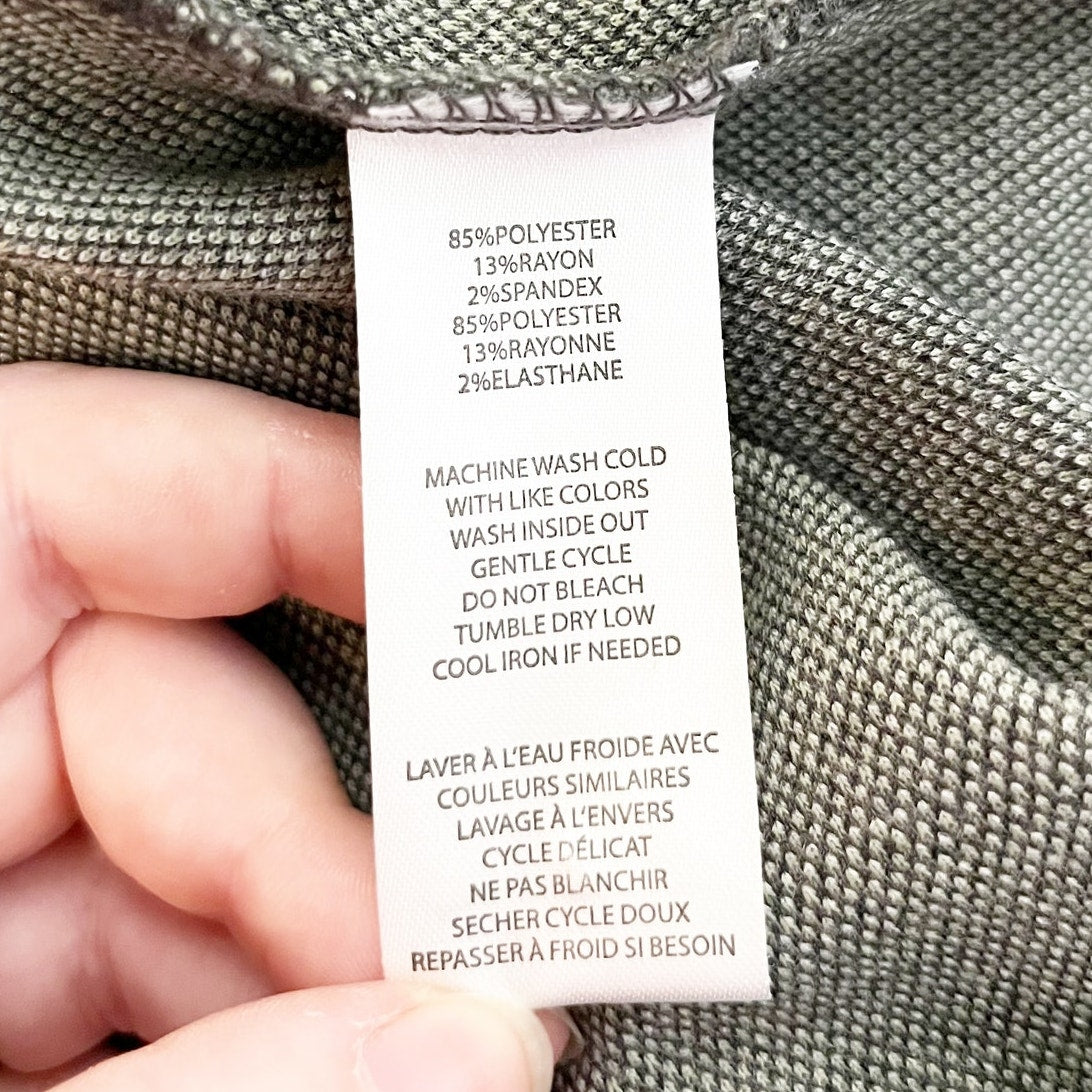 85%POLYESTER
13%RAYON
2%SPANDEX
85%POLYESTER
13%RAYONNE
2%ELASTHANE
MACHINE WASH COLD
WITH LIKE COLORS
WASH INSIDE OUT
GENTLE CYCLE
DO NOT BLEACH
TUMBLE DRY LOW
COOL IRON IF NEEDED
LAVER À L'EAU FROIDE AVEC
COULEURS SIMILAIRES
LAVAGE À L'ENVERS
CYCLE DÉLICAT
NE PAS BLANCHIR
SECHER CYCLE DOUX
REPASSER À FROID SI BESOIN